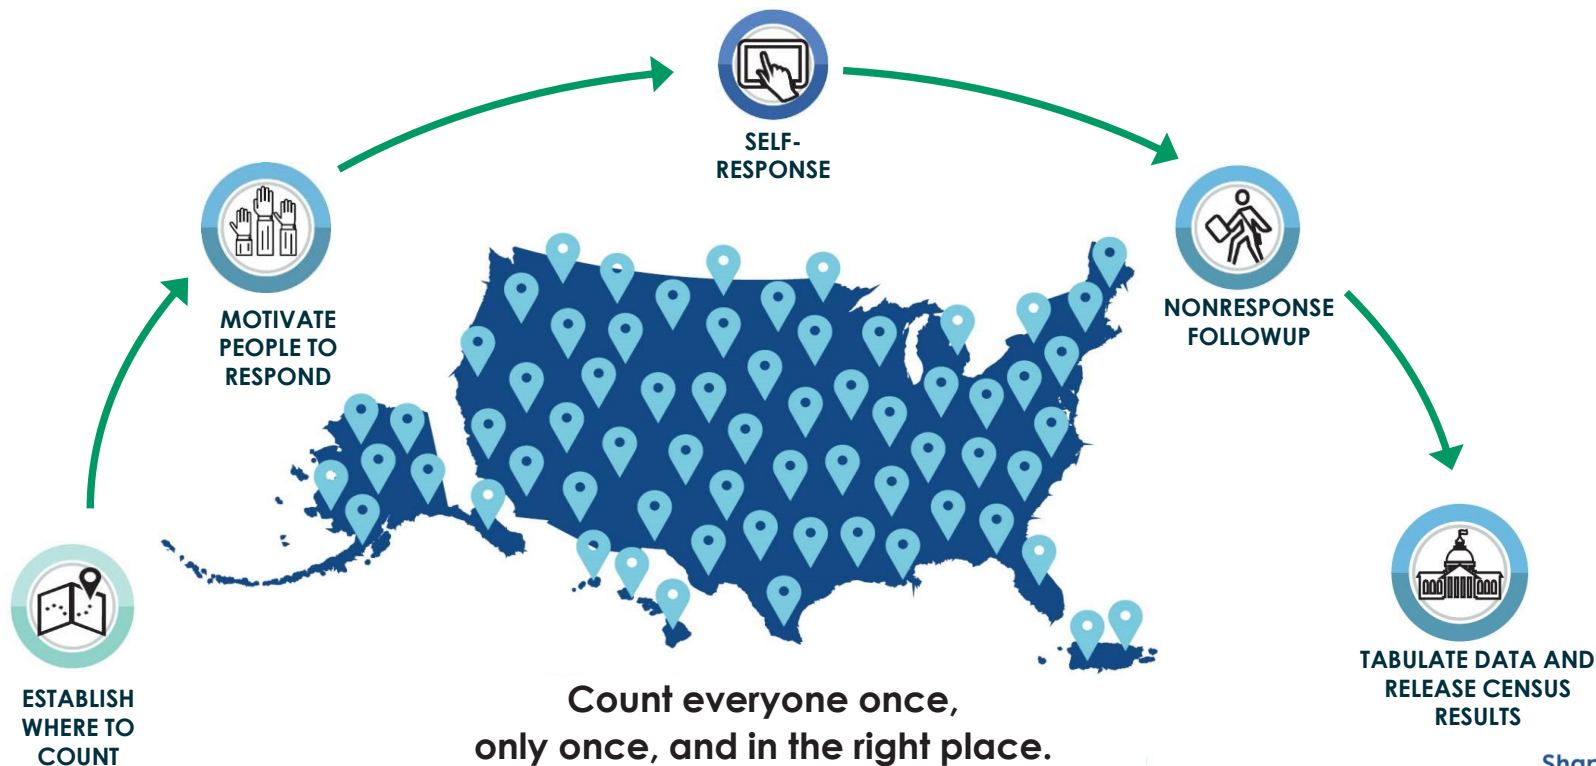 SELF-
RESPONSE
MOTIVATE
PEOPLE TO
RESPOND
NONRESPONSE
FOLLOWUP
ESTABLISH
WHERE TO
COUNT
TABULATE DATA AND
RELEASE CENSUS
RESULTS
Count everyone once,
only once, and in the right place.